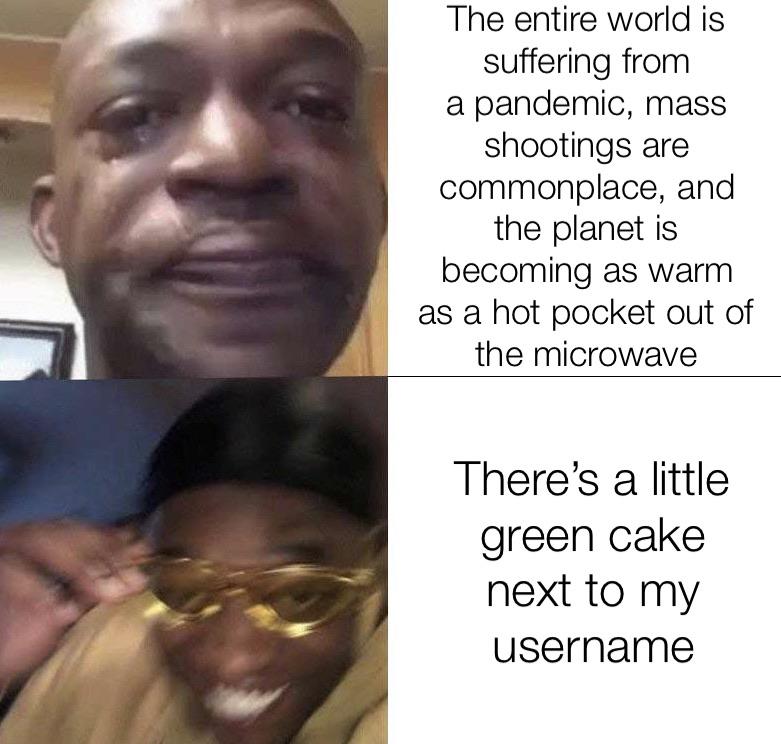 The entire world is
suffering from
a pandemic, mass
shootings are
commonplace, and
the planet is
becoming as warm
as a hot pocket out of
the microwave
There’s a little
green cake
next to my
username